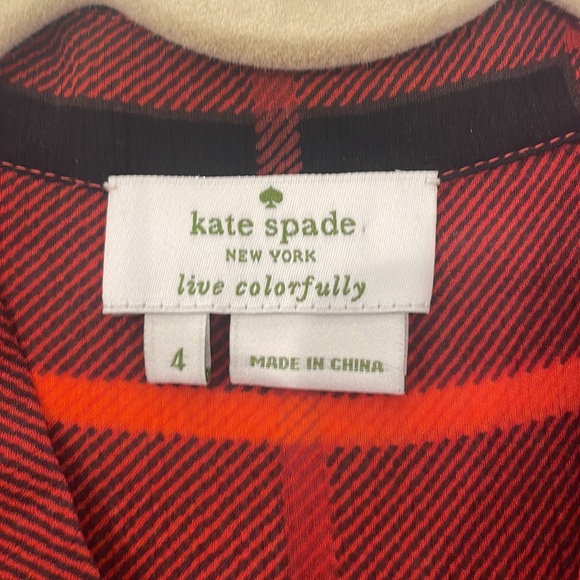 kate spade
NEW YORK
live colorfully
4
MADE IN CHINA